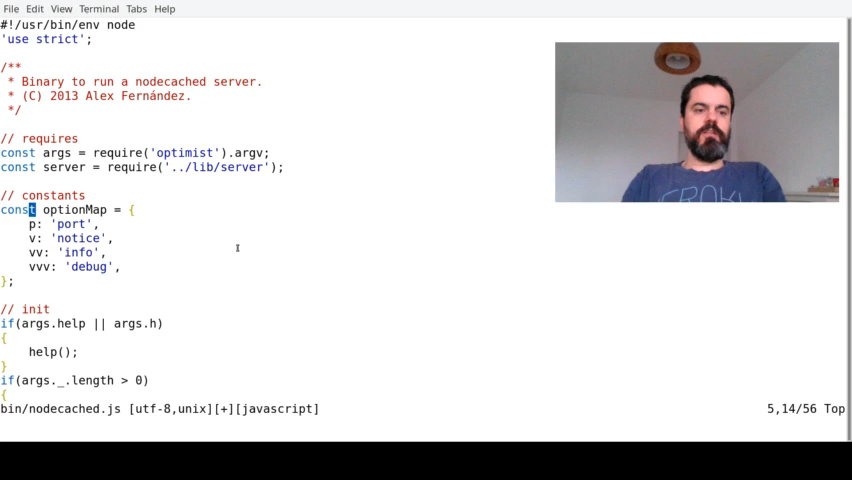 File Edit View Terminal Tabs Help
#!/usr/bin/env node
'use strict';
/**
 * Binary to run a nodecached server.
 * (C) 2013 Alex Fernández.
 */
// requires
const args = require('optimist').argv;
const server = require('../lib/server');
// constants
const optionMap = {
    p: 'port',
    v: 'notice',
    vv: 'info',
    vvv: 'debug',
};
// init
if(args.help || args.h)
{
    help();
}
if(args._.length > 0)
{
bin/nodecached.js [utf-8,unix][+][javascript] 5,14/56 Top